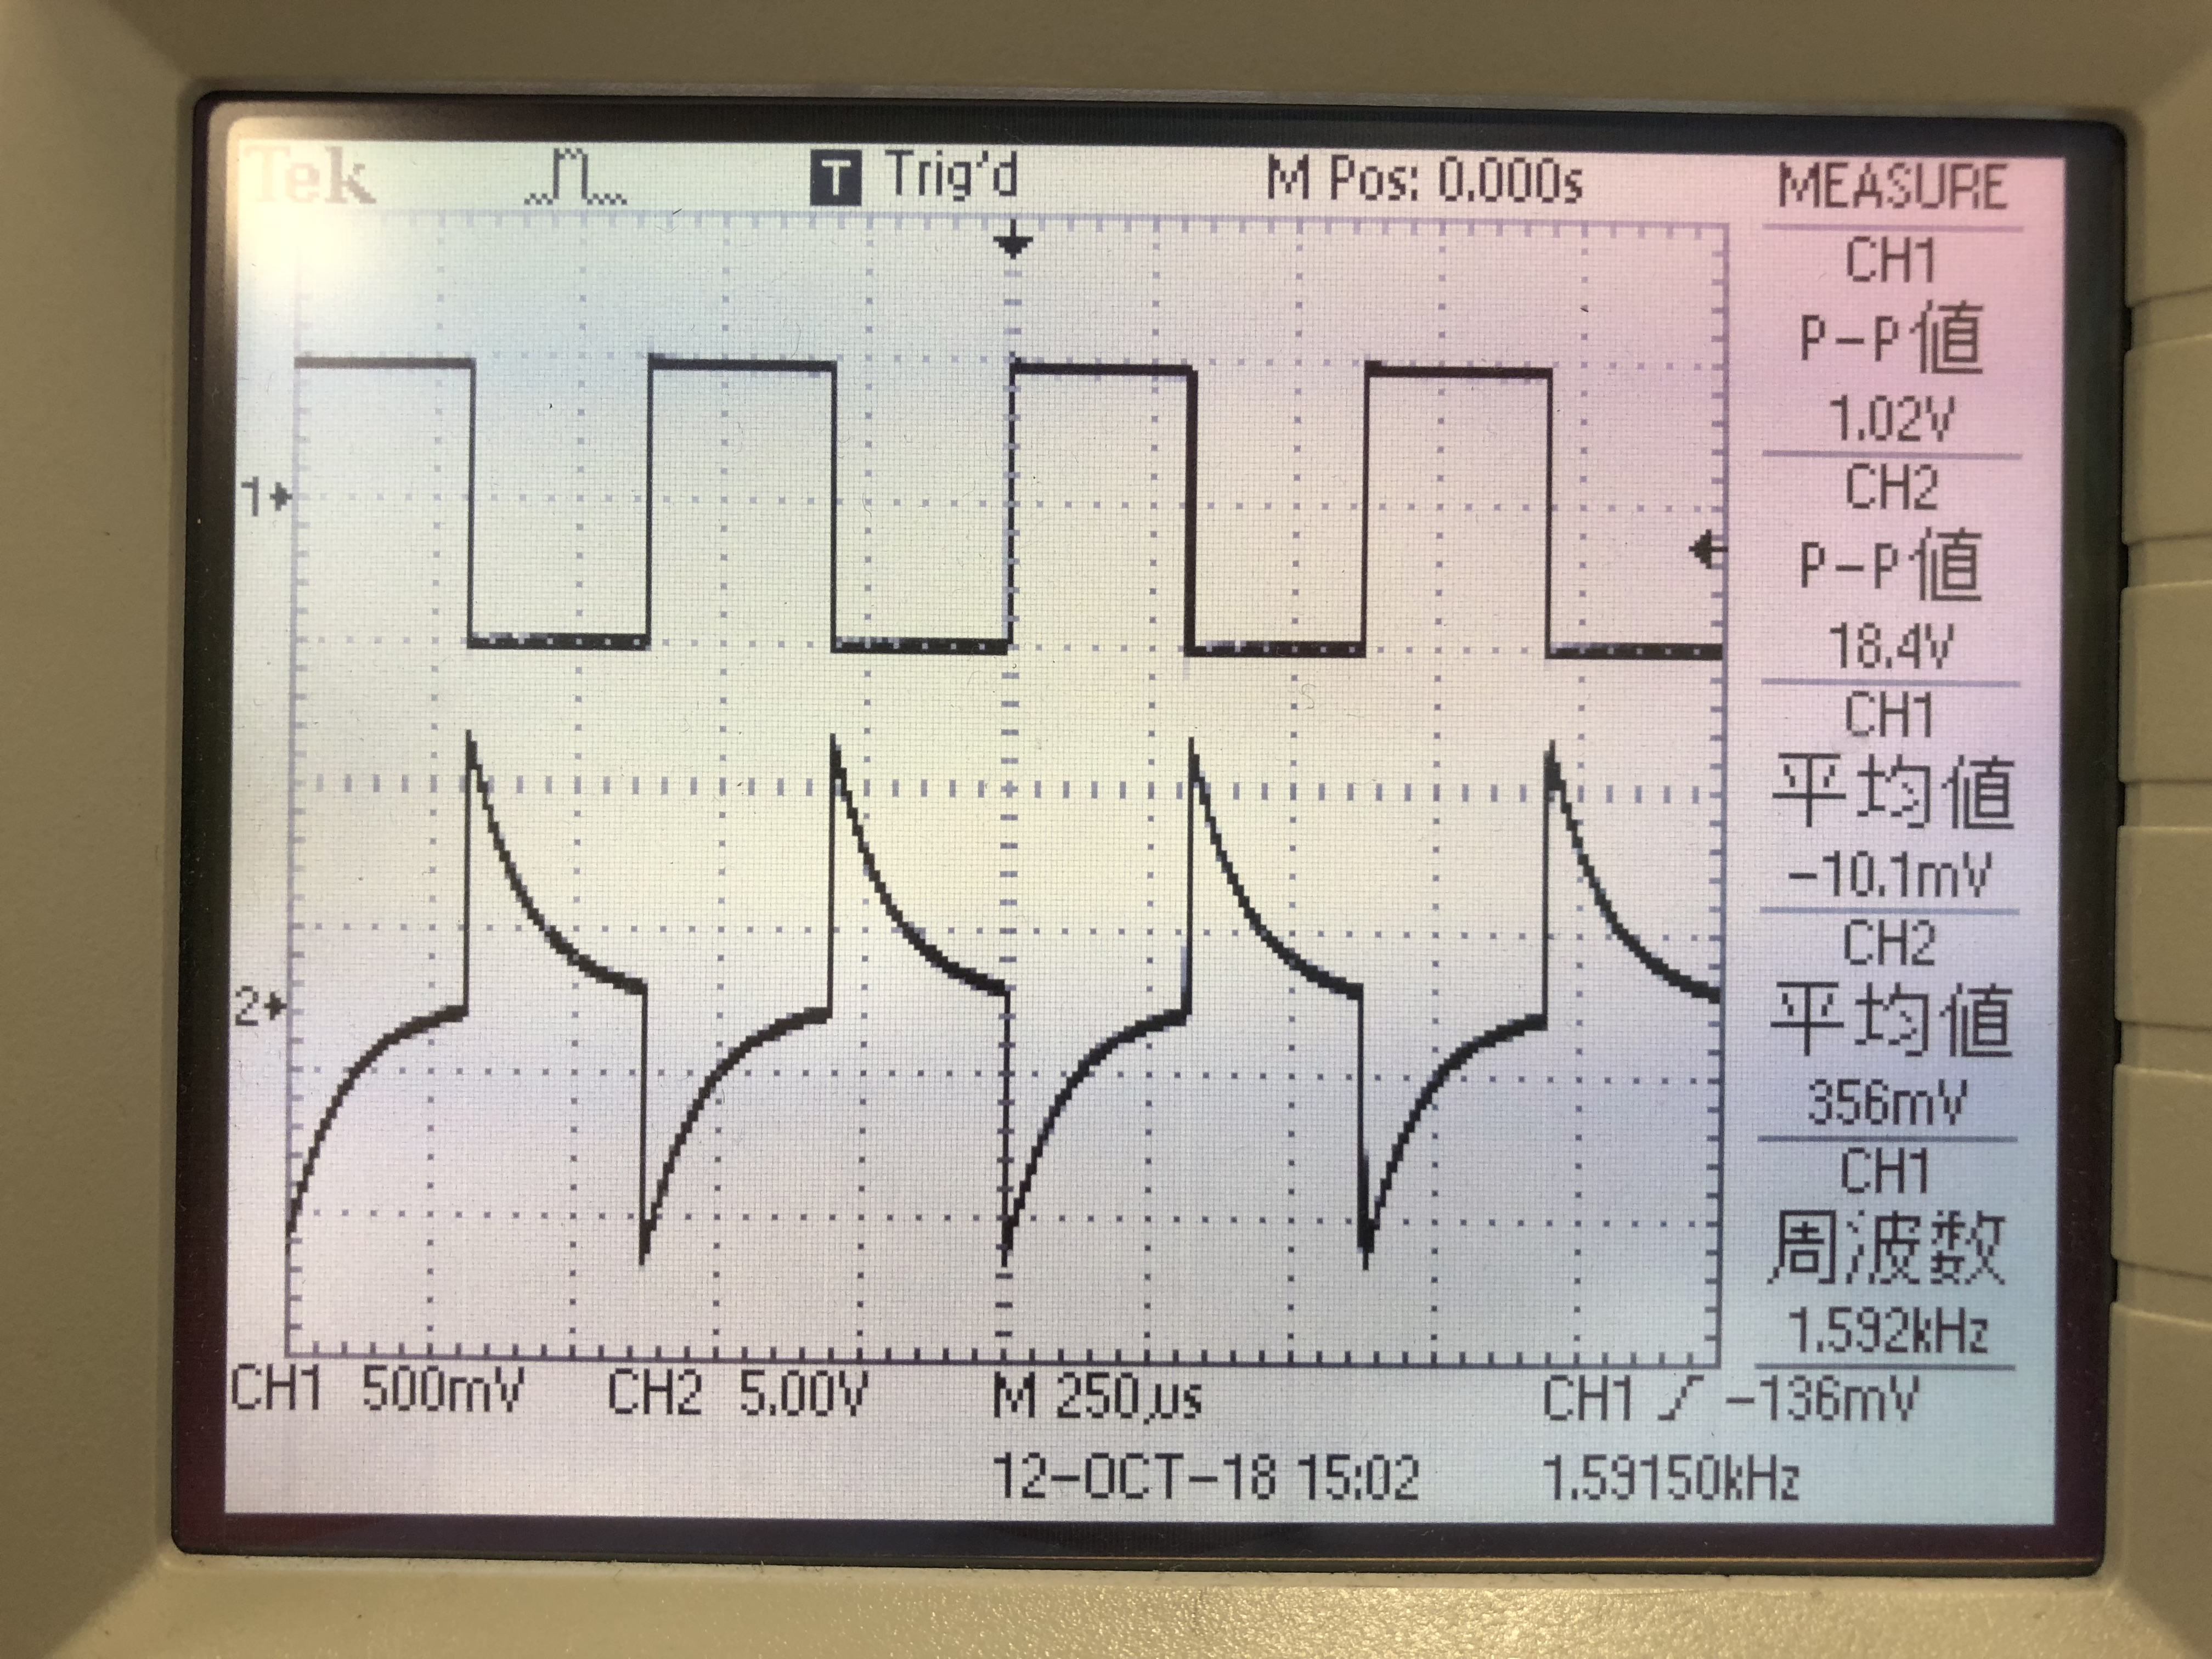 Tek T Trig'd M Pos: 0.000s MEASURE
CH1
P-P値
1.02V
CH2
P-P値
18.4V
CH1
平均値
-10.1mV
CH2
平均値
356mV
CH1
周波数
1.592kHz
1
2
CH1 500mV CH2 5.00V M 250µs CH1 -136mV
12-OCT-18 15:02 1.59150kHz